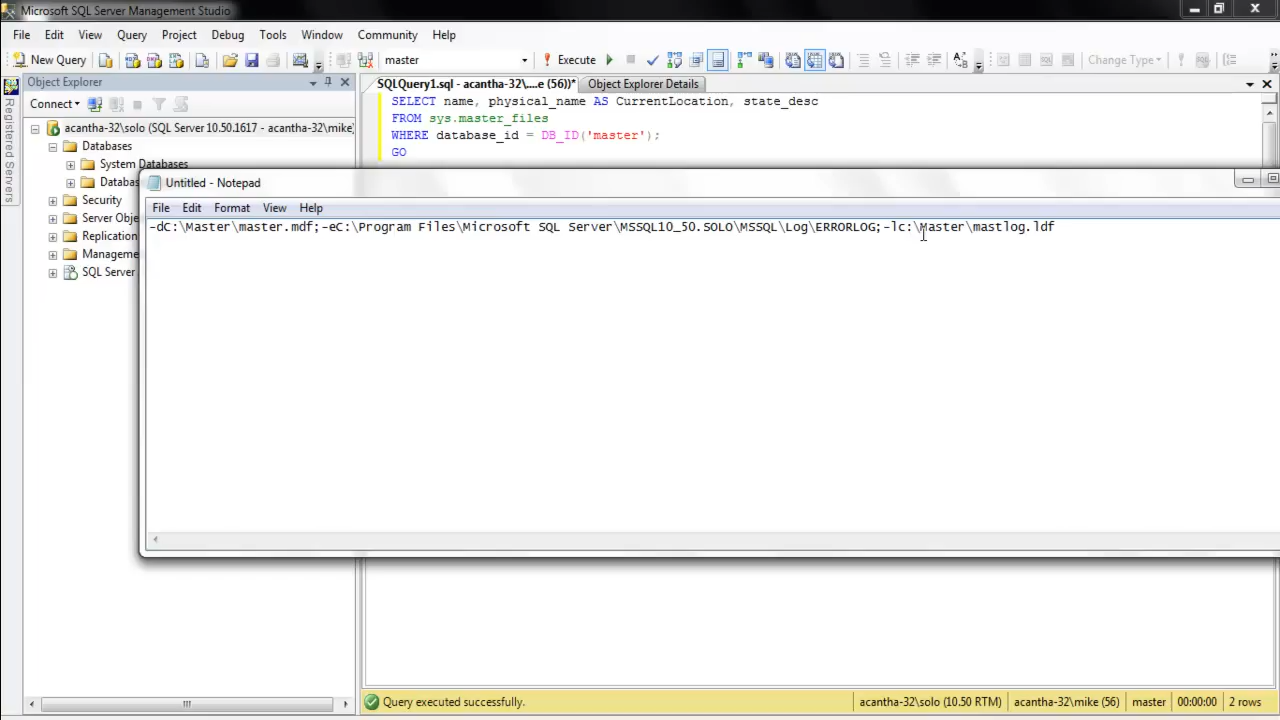 Microsoft SQL Server Management Studio
File Edit View Query Project Debug Tools Window Community Help
New Query master Execute Change Type
Object Explorer
SQLQuery1.sql - acantha-32\....e (56))* Object Explorer Details
Registered Servers
Connect
acantha-32\solo (SQL Server 10.50.1617 - acantha-32\mike
Databases
System Databases
Databas
Security
Server Obje
Replication
Manageme
SQL Server
SELECT name, physical_name AS CurrentLocation, state_desc
FROM sys.master_files
WHERE database_id = DB_ID('master');
GO
Untitled - Notepad
File Edit Format View Help
-dC:\Master\master.mdf;-eC:\Program Files\Microsoft SQL Server\MSSQL10_50.SOLO\MSSQL\Log\ERRORLOG;-lc:\Master\mastlog.ldf
Query executed successfully. acantha-32\solo (10.50 RTM) acantha-32\mike (56) master 00:00:00 2 rows